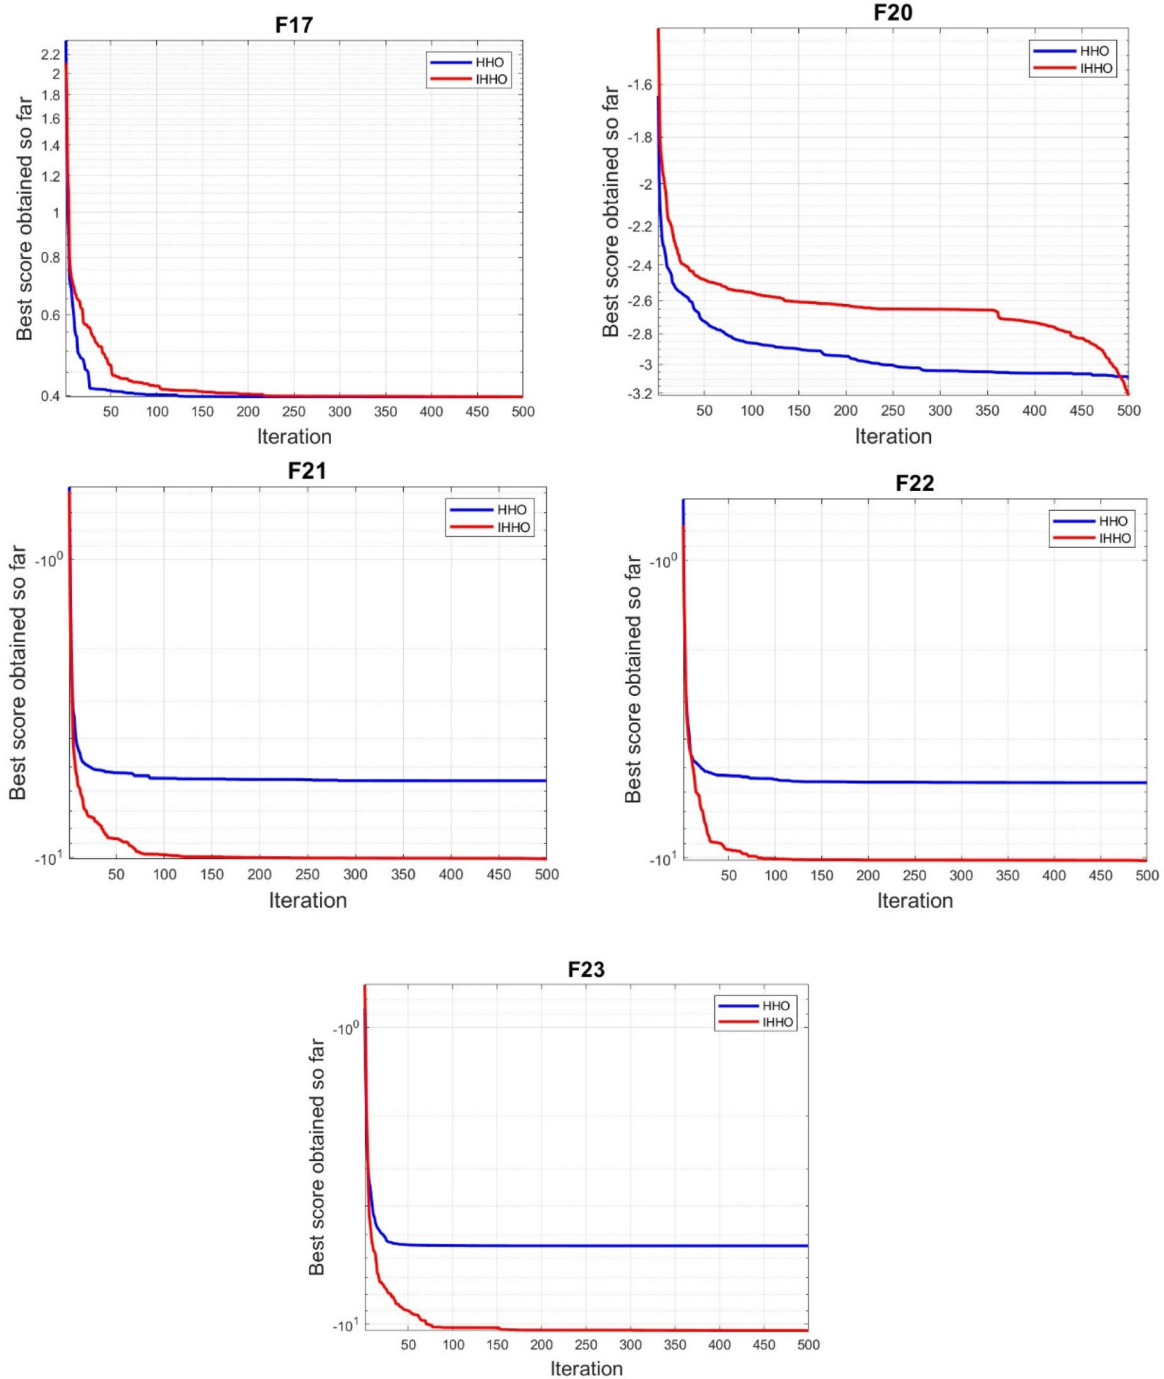 F17
HHO
IHHO
2.2
2
1.8
1.6
1.4
1.2
1
0.8
0.6
0.4
Best score obtained so far
50 100 150 200 250 300 350 400 450 500
Iteration
F20
HHO
IHHO
-1.6
-1.8
-2
-2.2
-2.4
-2.6
-2.8
-3
-3.2
Best score obtained so far
50 100 150 200 250 300 350 400 450 500
Iteration
F21
HHO
IHHO
-10⁰
-10¹
Best score obtained so far
50 100 150 200 250 300 350 400 450 500
Iteration
F22
HHO
IHHO
-10⁰
-10¹
Best score obtained so far
50 100 150 200 250 300 350 400 450 500
Iteration
F23
HHO
IHHO
-10⁰
-10¹
Best score obtained so far
50 100 150 200 250 300 350 400 450 500
Iteration